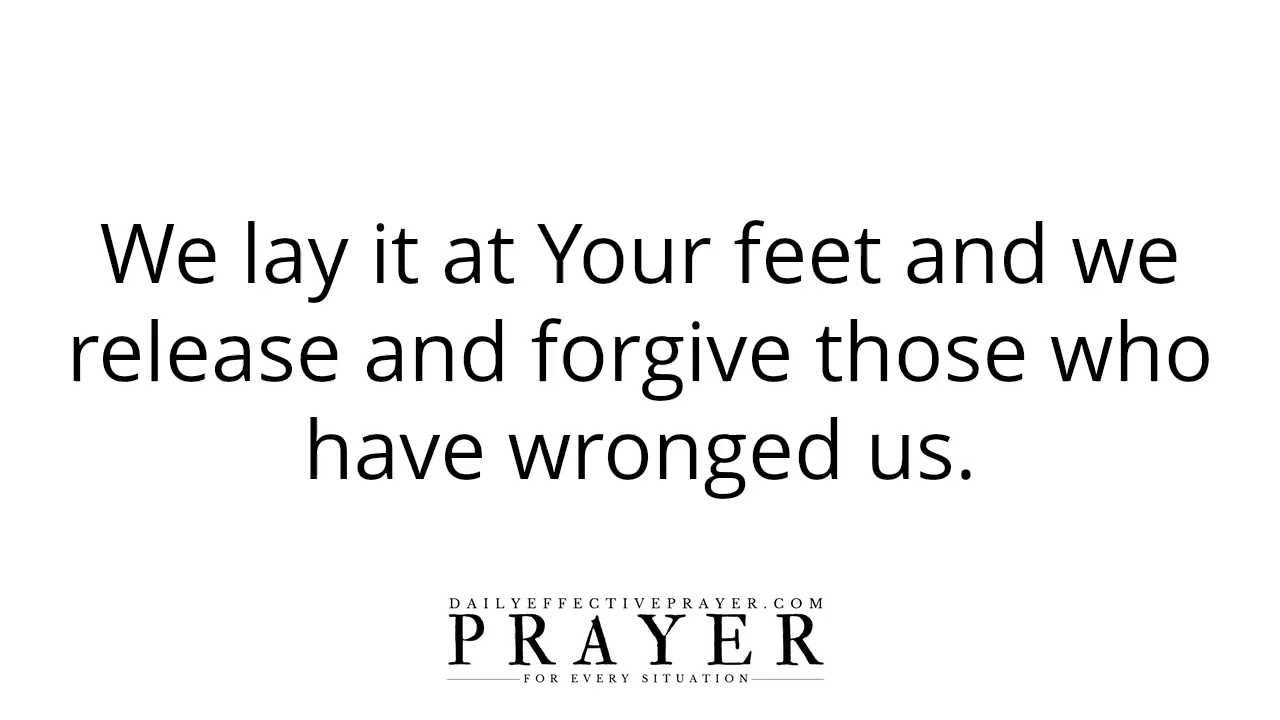 We lay it at Your feet and we
release and forgive those who
have wronged us.
DAILYEFFECTIVEPRAYER.COM
PRAYER
FOR EVERY SITUATION